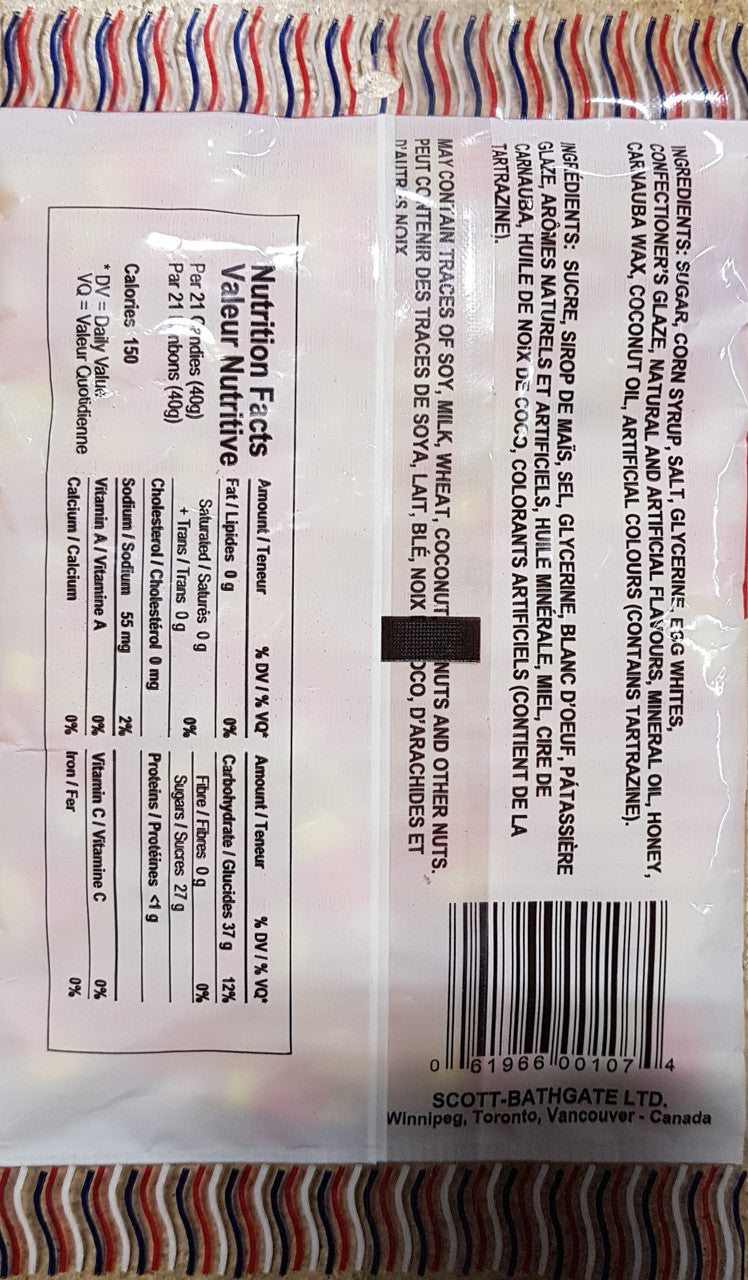 INGREDIENTS: SUGAR, CORN SYRUP, SALT, GLYCERINE, EGG WHITES,
CONFECTIONER'S GLAZE, NATURAL AND ARTIFICIAL FLAVOURS, MINERAL OIL, HONEY,
CARNAUBA WAX, COCONUT OIL, ARTIFICIAL COLOURS (CONTAINS TARTRAZINE).
INGRÉDIENTS: SUCRE, SIROP DE MAÏS, SEL, GLYCERINE, BLANC D'OEUF, PÁTASSIÈRE
GLAZE, ARÔMES NATURELS ET ARTIFICIELS, HUILE MINÉRALE, MIEL, CIRE DE
CARNAUBA, HUILE DE NOIX DE COCO, COLORANTS ARTIFICIELS (CONTIENT DE LA
TARTRAZINE).
MAY CONTAIN TRACES OF SOY, MILK, WHEAT, COCONUT NUTS AND OTHER NUTS.
PEUT CONTENIR DES TRACES DE SOYA, LAIT, BLÉ, NOIX COCO, D'ARACHIDES ET
D'AUTRES NOIX
0 61966 00107 4
SCOTT-BATHGATE LTD.
Winnipeg, Toronto, Vancouver - Canada
Nutrition Facts
Valeur Nutritive
Per 21 Candies (40g)
Par 21 bonbons (40g)
Calories 150
* DV = Daily Value
VQ = Valeur Quotidienne
Amount / Teneur % DV / % VQ*
Fat / Lipides 0 g 0%
Saturated / Saturés 0 g
+ Trans / Trans 0 g 0%
Cholesterol / Cholestérol 0 mg
Sodium / Sodium 55 mg 2%
Vitamin A / Vitamine A 0%
Calcium / Calcium 0%
Amount / Teneur % DV / % VQ*
Carbohydrate / Glucides 37 g 12%
Fibre / Fibres 0 g 0%
Sugars / Sucres 27 g
Proteins / Protéines <1 g
Vitamin C / Vitamine C 0%
Iron / Fer 0%